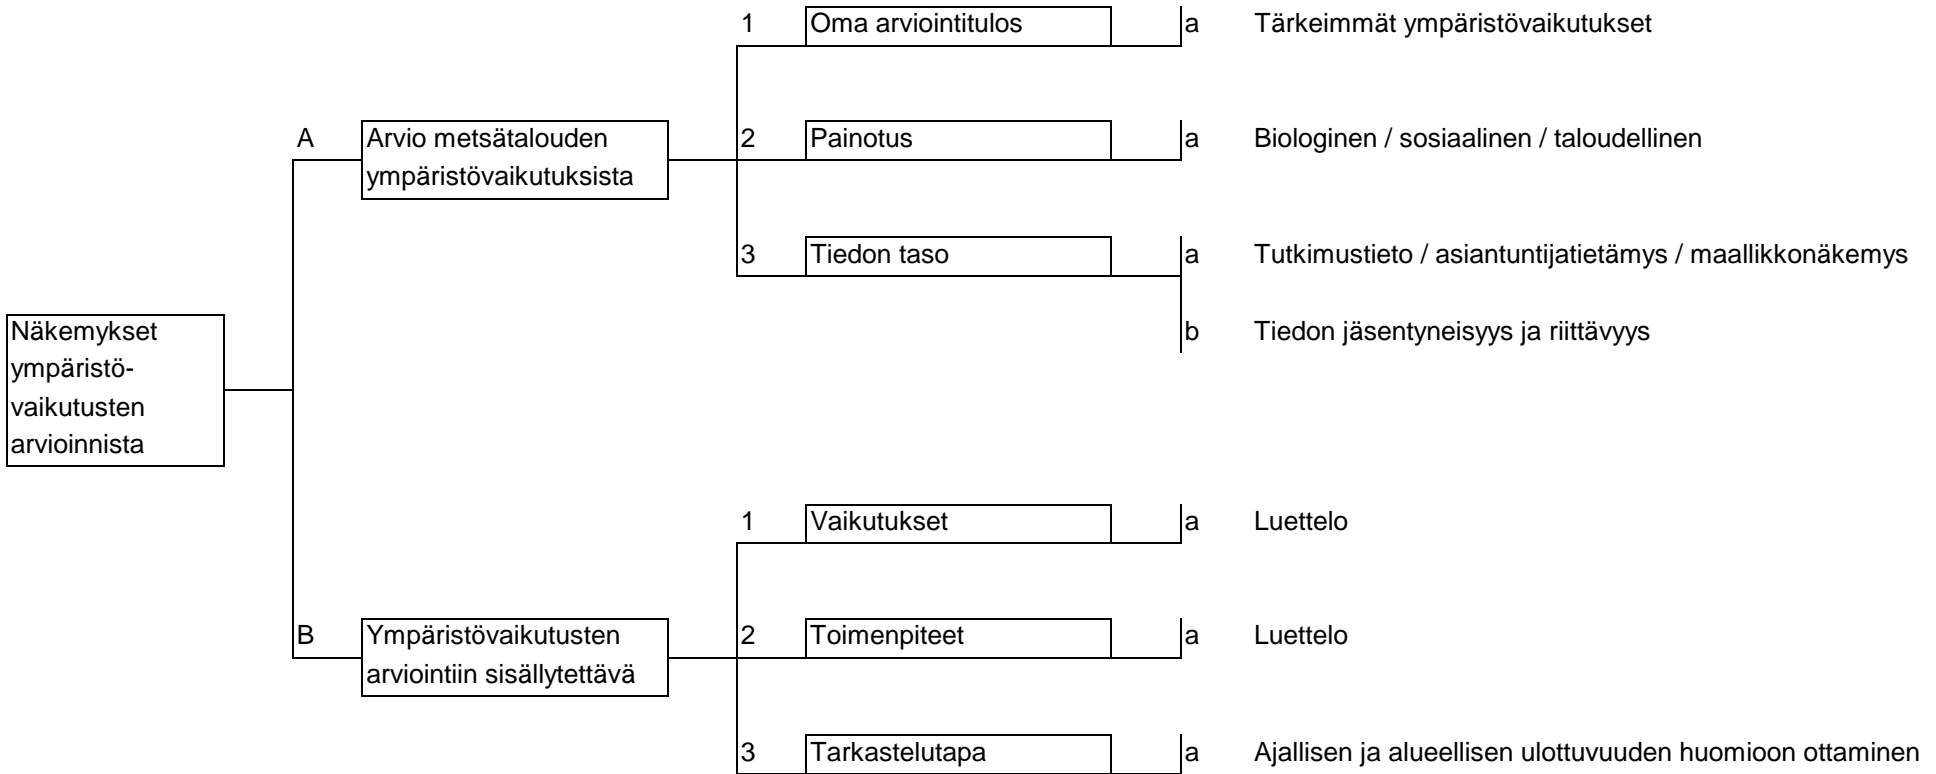 1 Oma arviointitulos a Tärkeimmät ympäristövaikutukset
A Arvio metsätalouden 2 Painotus a Biologinen / sosiaalinen / taloudellinen
ympäristövaikutuksista
3 Tiedon taso a Tutkimustieto / asiantuntijatietämys / maallikkonäkemys
Näkemykset b Tiedon jäsentyneisyys ja riittävyys
ympäristö-
vaikutusten
arvioinnista
1 Vaikutukset a Luettelo
B Ympäristövaikutusten 2 Toimenpiteet a Luettelo
arviointiin sisällytettävä
3 Tarkastelutapa a Ajallisen ja alueellisen ulottuvuuden huomioon ottaminen